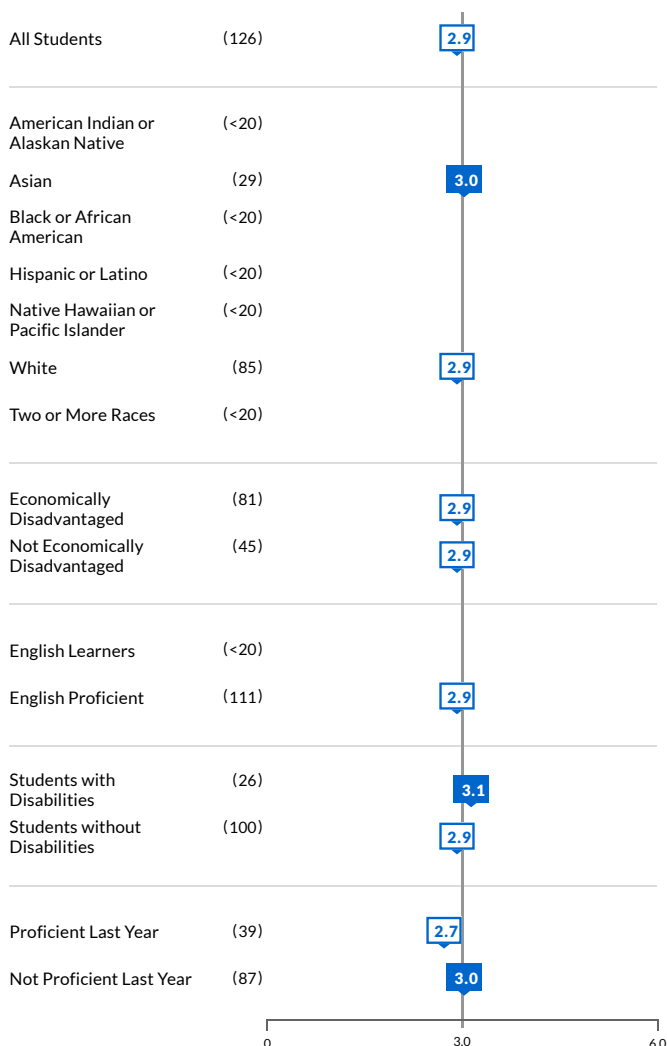 All Students (126) 2.9
American Indian or (<20)
Alaskan Native
Asian (29) 3.0
Black or African (<20)
American
Hispanic or Latino (<20)
Native Hawaiian or (<20)
Pacific Islander
White (85) 2.9
Two or More Races (<20)
Economically (81) 2.9
Disadvantaged
Not Economically (45) 2.9
Disadvantaged
English Learners (<20)
English Proficient (111) 2.9
Students with (26) 3.1
Disabilities
Students without (100) 2.9
Disabilities
Proficient Last Year (39) 2.7
Not Proficient Last Year (87) 3.0
0 3.0 6.0